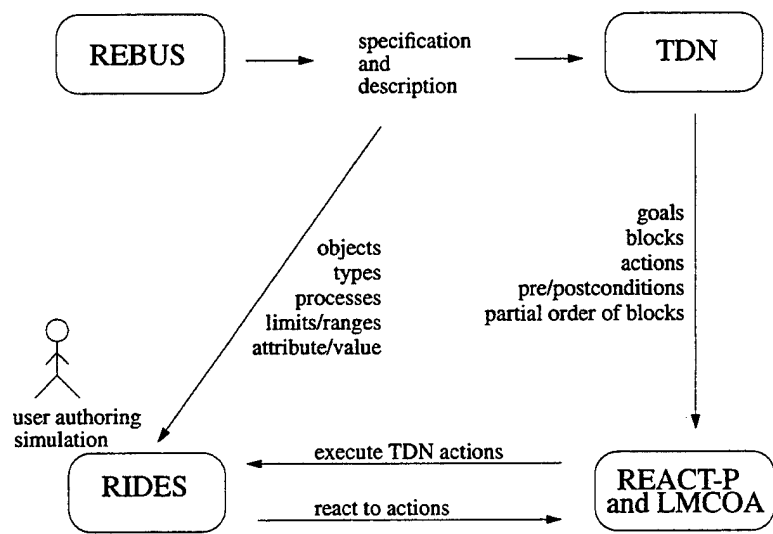 REBUS
specification
and
description
TDN
objects
types
processes
limits/ranges
attribute/value
goals
blocks
actions
pre/postconditions
partial order of blocks
user authoring
simulation
RIDES
execute TDN actions
react to actions
REACT-P
and LMCOA